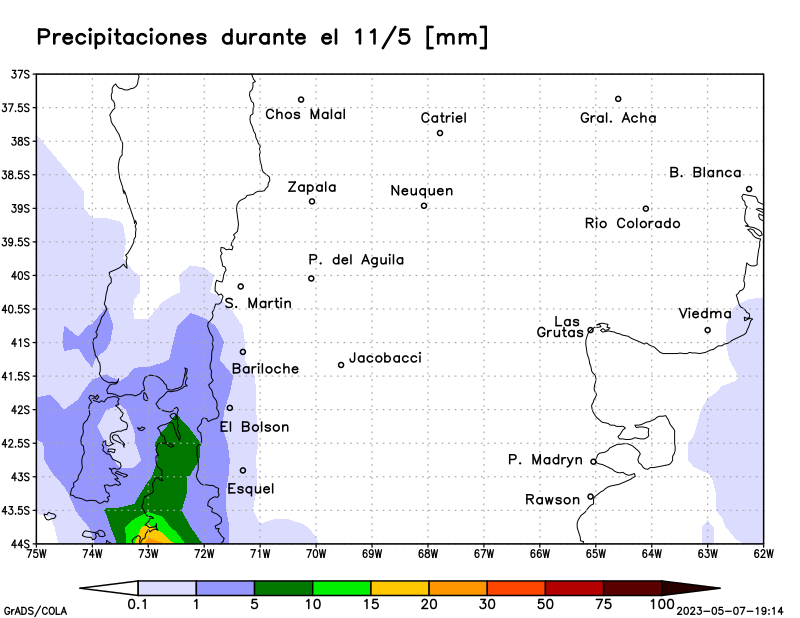 Precipitaciones durante el 11/5 [mm]
37S
37.5S
38S
38.5S
39S
39.5S
40S
40.5S
41S
41.5S
42S
42.5S
43S
43.5S
44S
Chos Malal
Catriel
Gral. Acha
B. Blanca
Zapala
Neuquen
Rio Colorado
P. del Aguila
S. Martin
Las
Grutas
Viedma
Bariloche
Jacobacci
El Bolson
P. Madryn
Esquel
Rawson
75W 74W 73W 72W 71W 70W 69W 68W 67W 66W 65W 64W 63W 62W
0.1 1 5 10 15 20 30 50 75 100
GrADS/COLA
2023-05-07-19:14